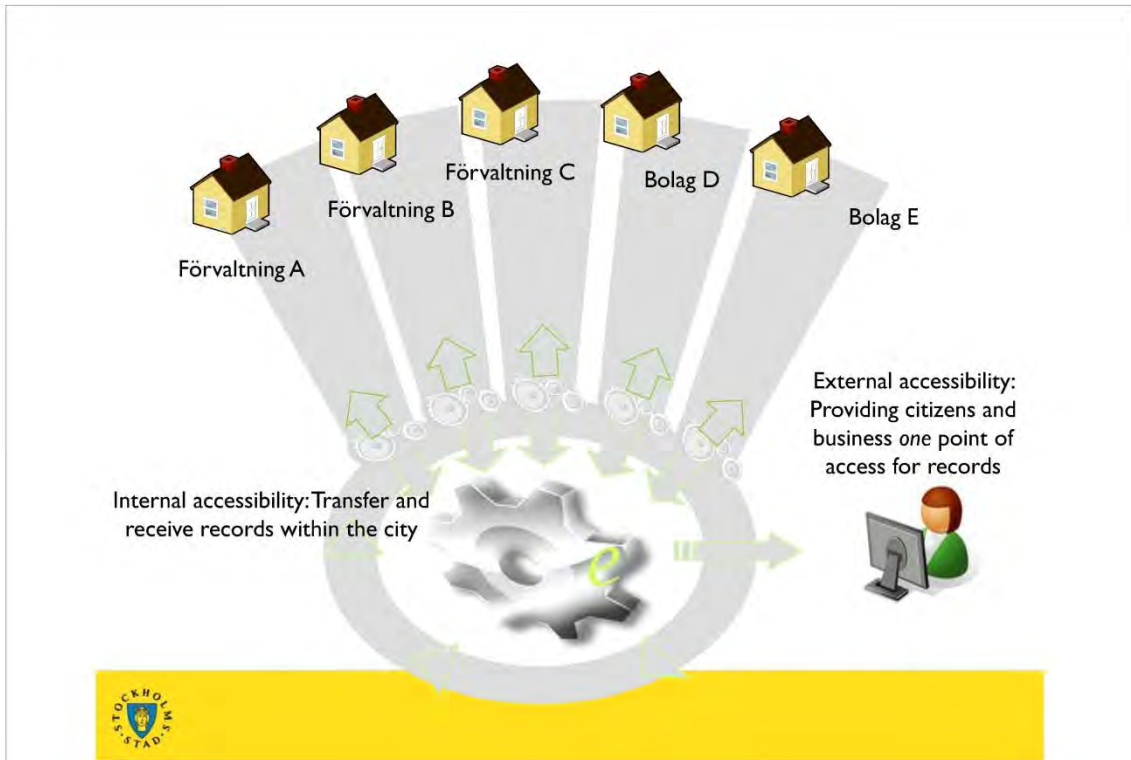 Förvaltning A
Förvaltning B
Förvaltning C
Bolag D
Bolag E
External accessibility:
Providing citizens and
business one point of
access for records
Internal accessibility: Transfer and
receive records within the city
e
STOCKHOLMS
STAD